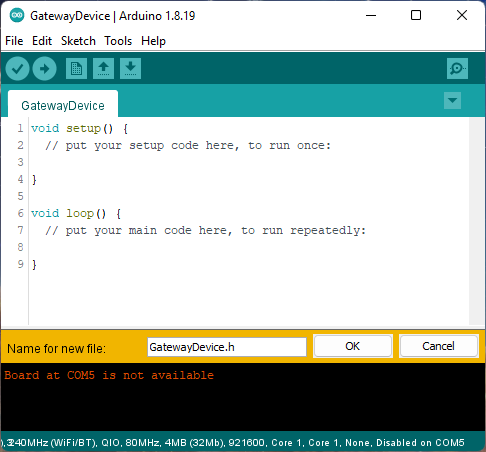 GatewayDevice | Arduino 1.8.19
File Edit Sketch Tools Help
GatewayDevice
1 void setup() {
2 // put your setup code here, to run once:
3
4 }
5
6 void loop() {
7 // put your main code here, to run repeatedly:
8
9 }
Name for new file: GatewayDevice.h OK Cancel
Board at COM5 is not available
240MHz (WiFi/BT), QIO, 80MHz, 4MB (32Mb), 921600, Core 1, Core 1, None, Disabled on COM5